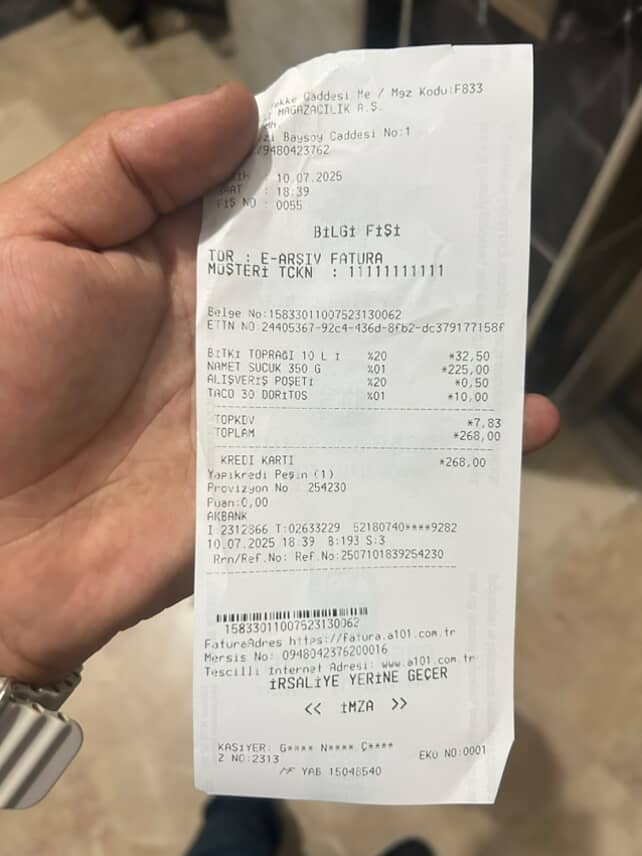 Caddesi Me / Mgz Kodu:F833
MAĞAZACILIK A.Ş.
Baysoy Caddesi No:1
/9480423762
: 10.07.2025
SAAT : 18:39
FİŞ NO : 0055
BİLGİ FİŞİ
TÜR : E-ARŞİV FATURA
MÜŞTERİ TCKN : 11111111111
Belge No:15833011007523130062
ETTN NO:24405367-92c4-436d-8fb2-dc379177158f
BİTKİ TOPRAĞI 10 L İ %20 *32,50
NAMET SUCUK 350 G %01 *225,00
ALIŞVERİŞ POŞETİ %20 *0,50
TACO 30 DORİTOS %01 *10,00
TOPKDV *7,83
TOPLAM *268,00
KREDİ KARTI *268,00
Yapıkredi Peşin (1)
Provizyon No 254230
Puan:0,00
AKBANK
I 2312866 T:02633229 52180740****9282
10.07.2025 18:39 B:193 S:3
Rrn/Ref.No: Ref.No:2507101839254230
15833011007523130062
FaturaAdres https://fatura.a101.com.tr
Mersis No: 0948042376200016
Tescilli İnternet Adresi: www.a101.com.tr
İRSALİYE YERİNE GEÇER
<< İMZA >>
KASİYER: G**** N**** Ç****
Z NO:2313 EKÜ NO:0001
MF YAB 15048540